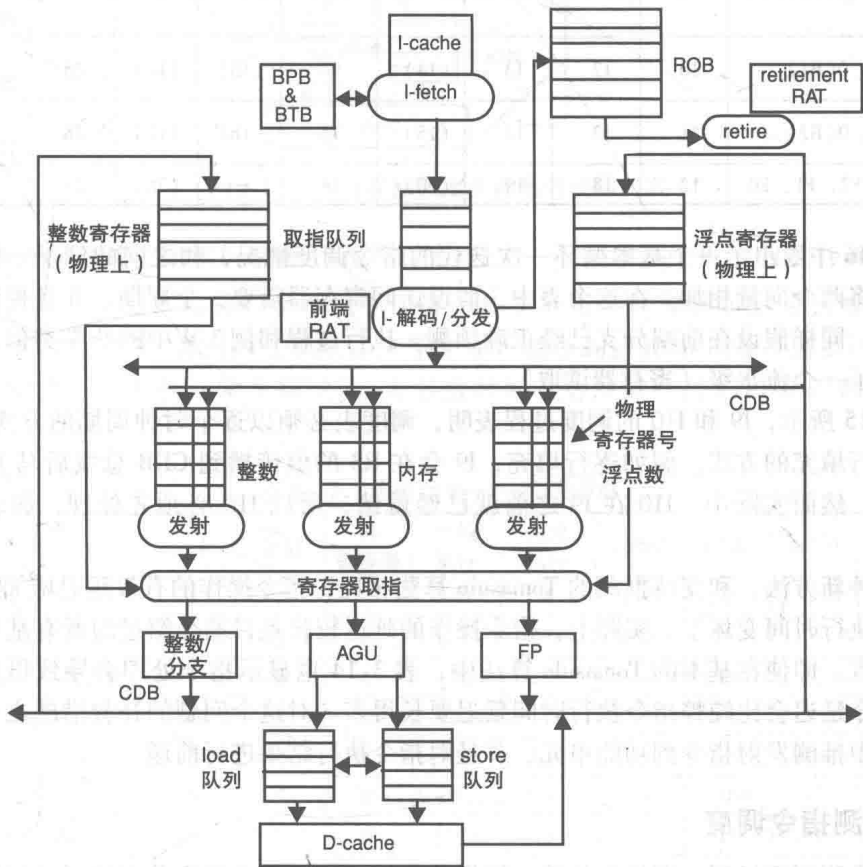 I-cache
BPB
&
BTB
I-fetch
ROB
retirement
RAT
retire
整数寄存器
(物理上)
取指队列
浮点寄存器
(物理上)
前端
RAT
I-解码/分发
CDB
物理
寄存器号
整数
内存
浮点数
发射
发射
发射
寄存器取指
整数/
分支
AGU
FP
CDB
load
队列
store
队列
D-cache